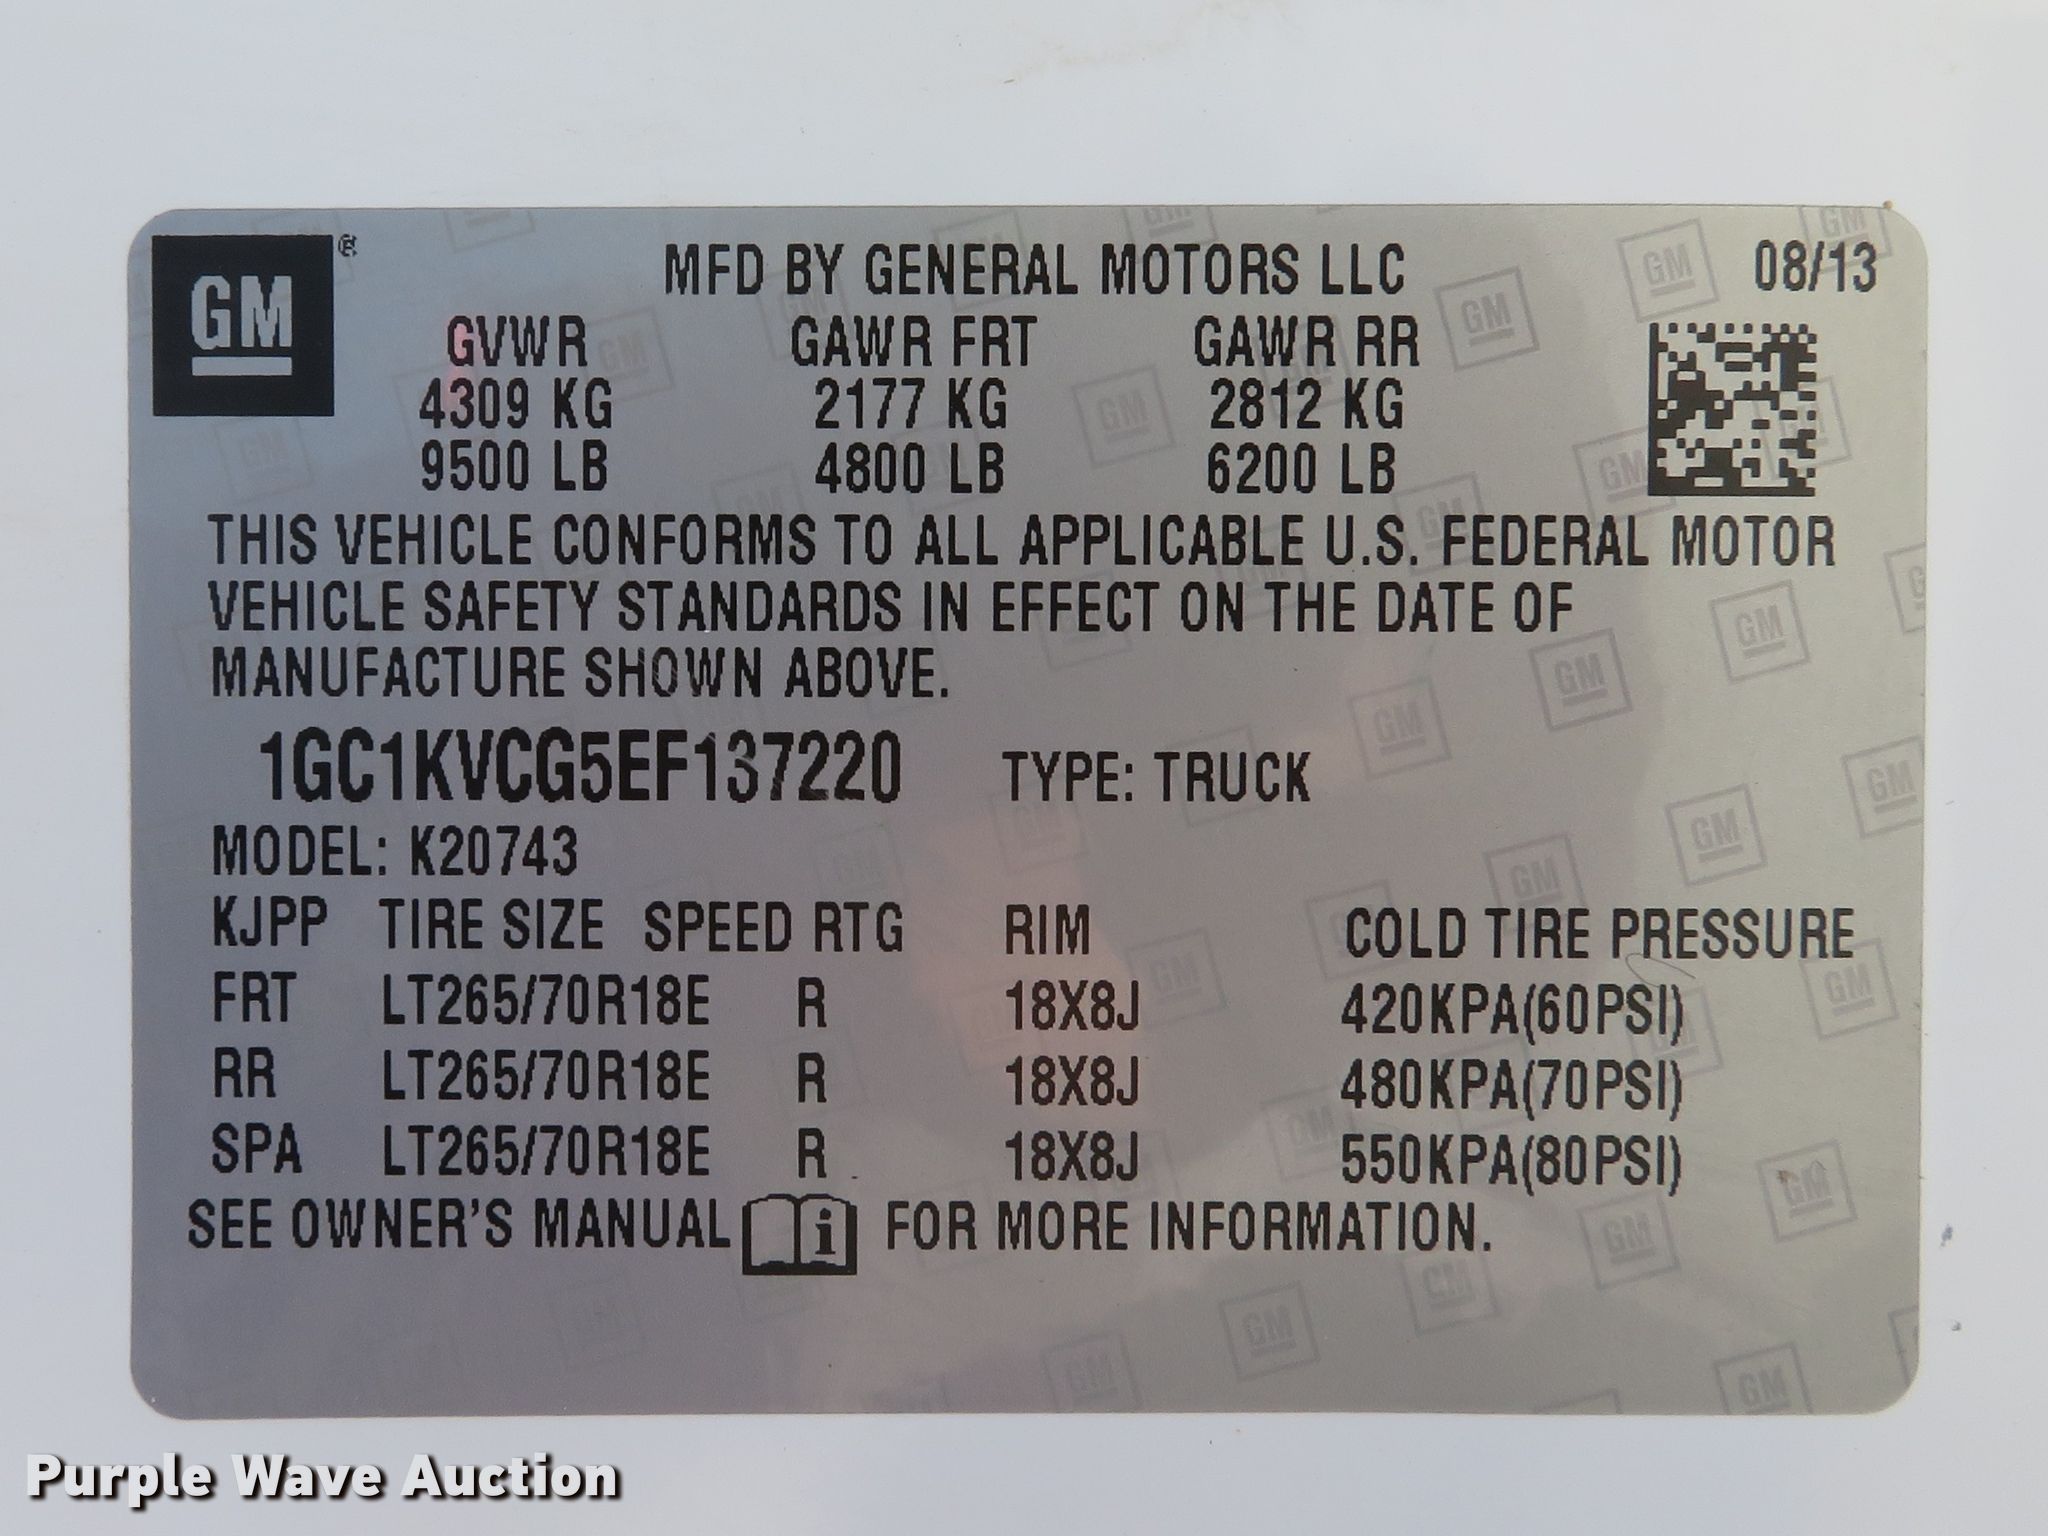 GM ® MFD BY GENERAL MOTORS LLC 08/13
GVWR GAWR FRT GAWR RR
4309 KG 2177 KG 2812 KG
9500 LB 4800 LB 6200 LB
THIS VEHICLE CONFORMS TO ALL APPLICABLE U.S. FEDERAL MOTOR
VEHICLE SAFETY STANDARDS IN EFFECT ON THE DATE OF
MANUFACTURE SHOWN ABOVE.
1GC1KVCG5EF137220 TYPE: TRUCK
MODEL: K20743
KJPP TIRE SIZE SPEED RTG RIM COLD TIRE PRESSURE
FRT LT265/70R18E R 18X8J 420KPA(60PSI)
RR LT265/70R18E R 18X8J 480KPA(70PSI)
SPA LT265/70R18E R 18X8J 550KPA(80PSI)
SEE OWNER'S MANUAL i FOR MORE INFORMATION.
Purple Wave Auction